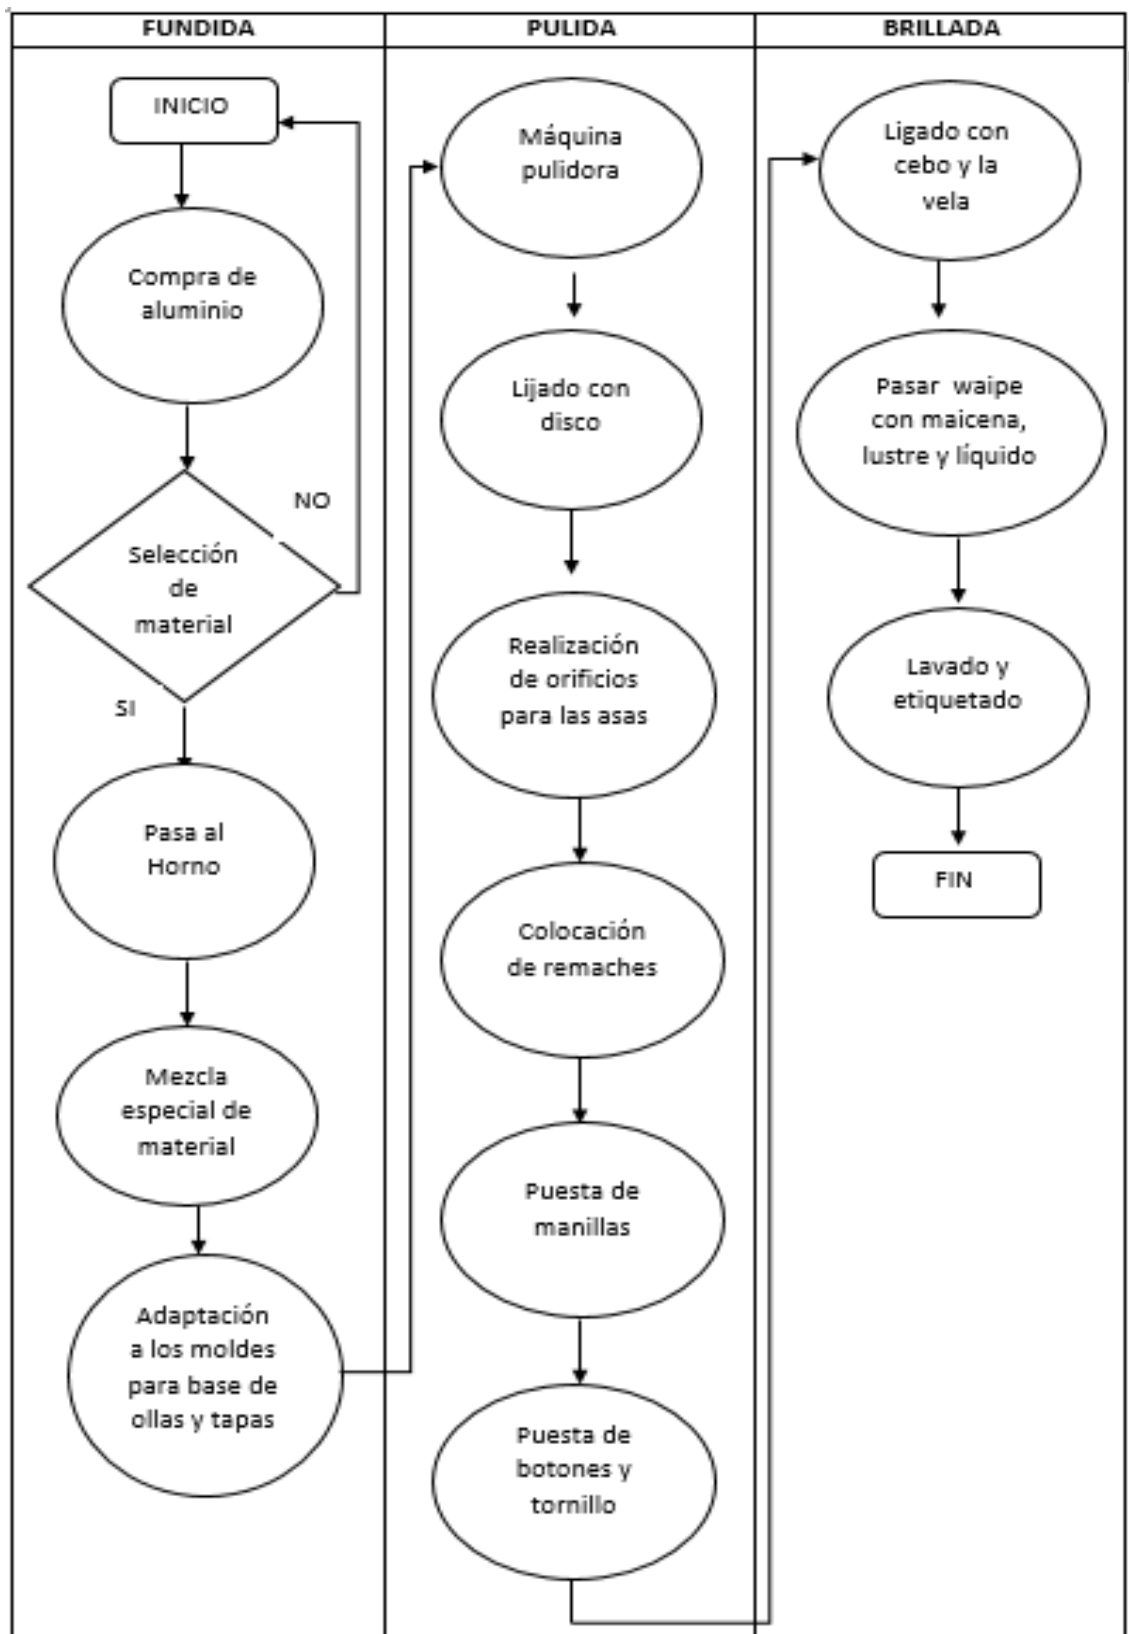 FUNDIDA
PULIDA
BRILLADA
INICIO
Compra de
aluminio
NO
Selección
de
material
SI
Pasa al
Horno
Mezcla
especial de
material
Adaptación
a los moldes
para base de
ollas y tapas
Máquina
pulidora
Lijado con
disco
Realización
de orificios
para las asas
Colocación
de remaches
Puesta de
manillas
Puesta de
botones y
tornillo
Ligado con
cebo y la
vela
Pasar waipe
con maicena,
lustre y líquido
Lavado y
etiquetado
FIN